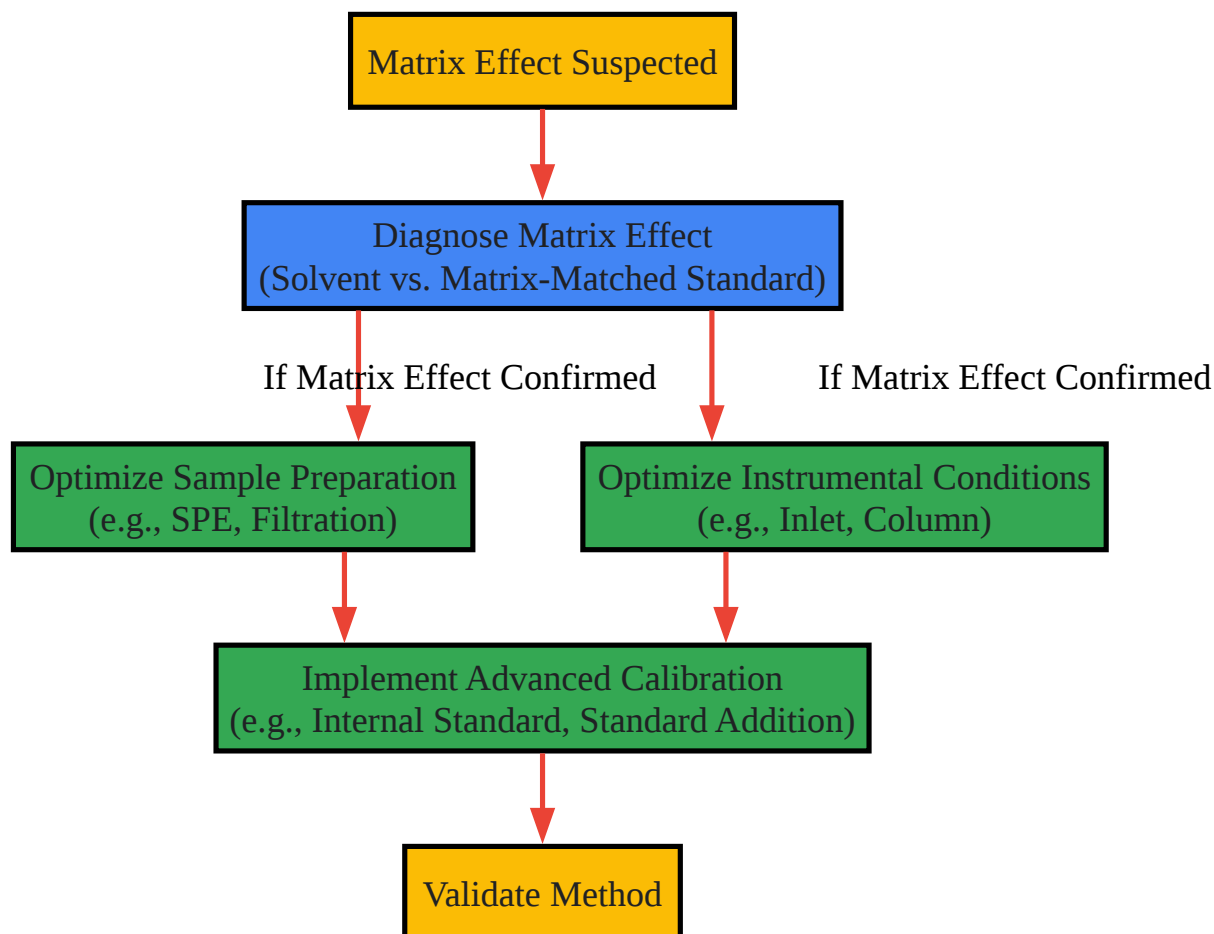 Matrix Effect Suspected
Diagnose Matrix Effect
(Solvent vs. Matrix-Matched Standard)
If Matrix Effect Confirmed
If Matrix Effect Confirmed
Optimize Sample Preparation
(e.g., SPE, Filtration)
Optimize Instrumental Conditions
(e.g., Inlet, Column)
Implement Advanced Calibration
(e.g., Internal Standard, Standard Addition)
Validate Method